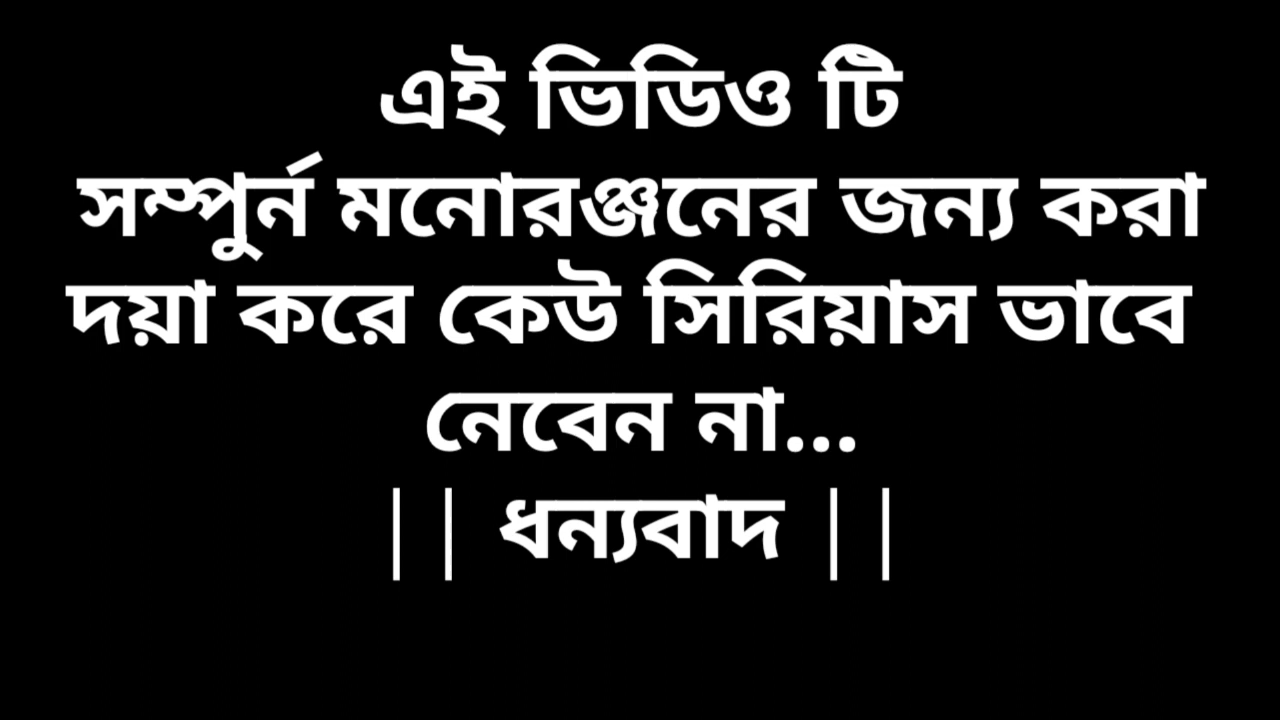 এই ভিডিও টি
সম্পুর্ন মনোরঞ্জনের জন্য করা
দয়া করে কেউ সিরিয়াস ভাবে
নেবেন না...
|| ধন্যবাদ ||